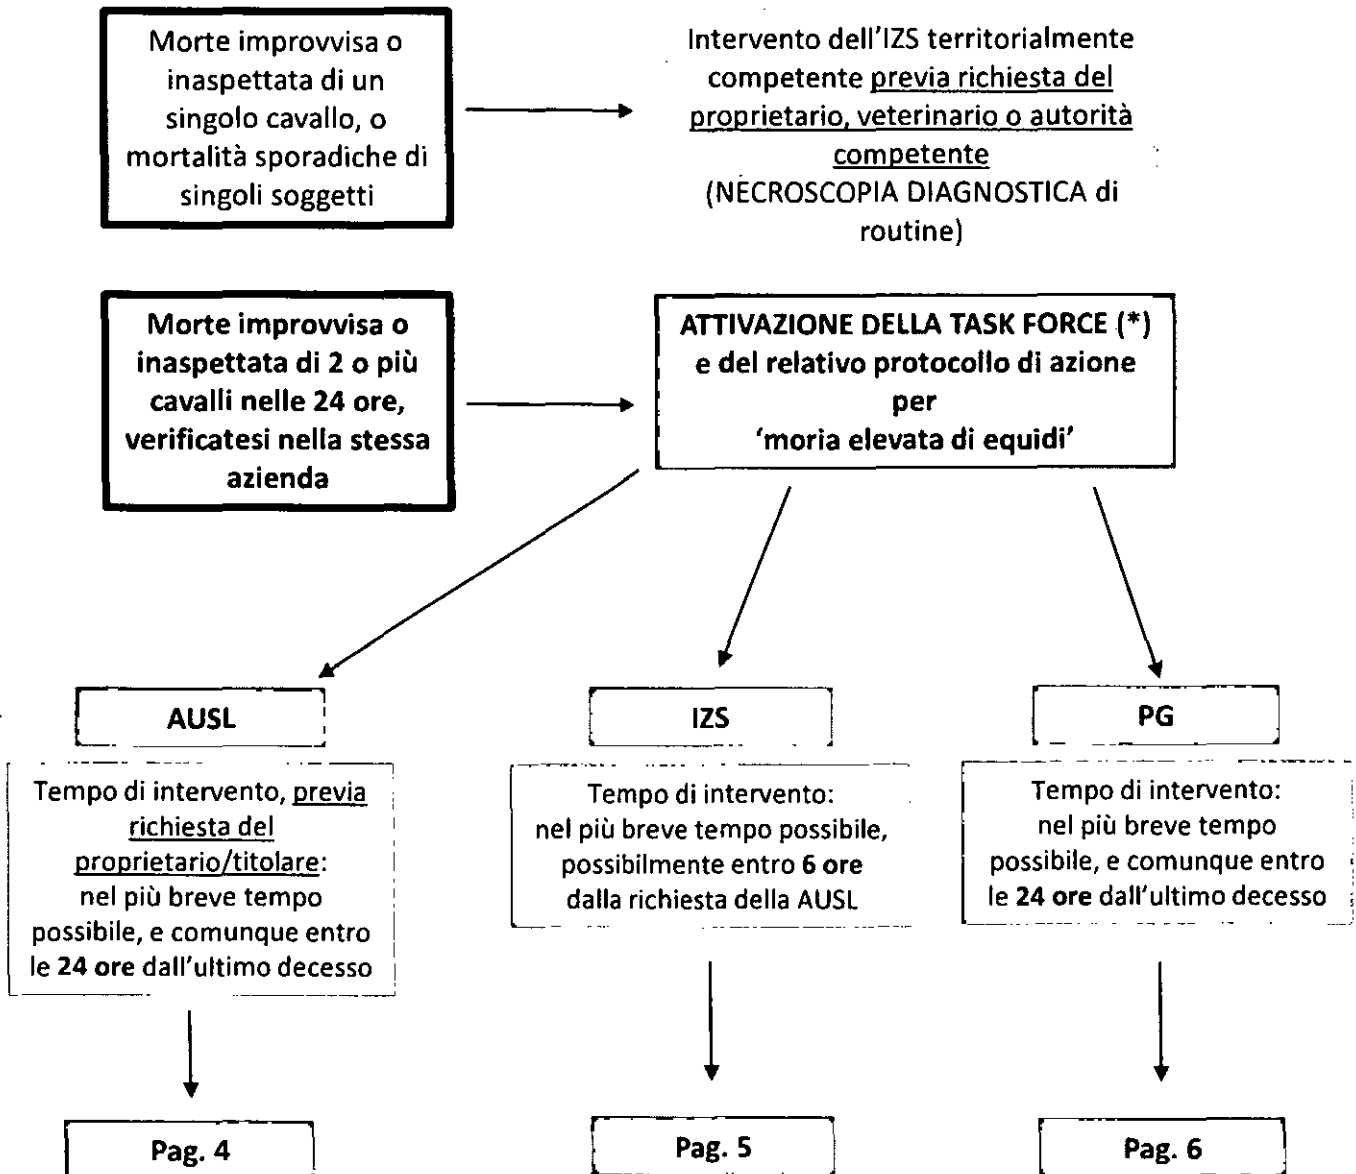 Morte improvvisa o
inaspettata di un
singolo cavallo, o
mortalità sporadiche di
singoli soggetti
Intervento dell'IZS territorialmente
competente previa richiesta del
proprietario, veterinario o autorità
competente
(NECROSCOPIA DIAGNOSTICA di
routine)
Morte improvvisa o
inaspettata di 2 o più
cavalli nelle 24 ore,
verificatesi nella stessa
azienda
ATTIVAZIONE DELLA TASK FORCE (*)
e del relativo protocollo di azione
per
'moria elevata di equidi'
AUSL
Tempo di intervento, previa
richiesta del
proprietario/titolare:
nel più breve tempo
possibile, e comunque entro
le 24 ore dall'ultimo decesso
Pag. 4
IZS
Tempo di intervento:
nel più breve tempo possibile,
possibilmente entro 6 ore
dalla richiesta della AUSL
Pag. 5
PG
Tempo di intervento:
nel più breve tempo
possibile, e comunque entro
le 24 ore dall'ultimo decesso
Pag. 6